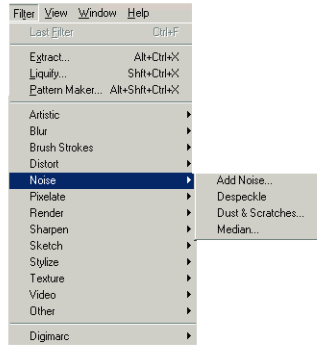 Filter View Window Help
Last Filter Ctrl+F
Extract... Alt+Ctrl+X
Liquify... Shft+Ctrl+X
Pattern Maker... Alt+Shft+Ctrl+X
Artistic
Blur
Brush Strokes
Distort
Noise
Add Noise...
Pixelate
Despeckle
Render
Dust & Scratches...
Sharpen
Median...
Sketch
Stylize
Texture
Video
Other
Digimarc